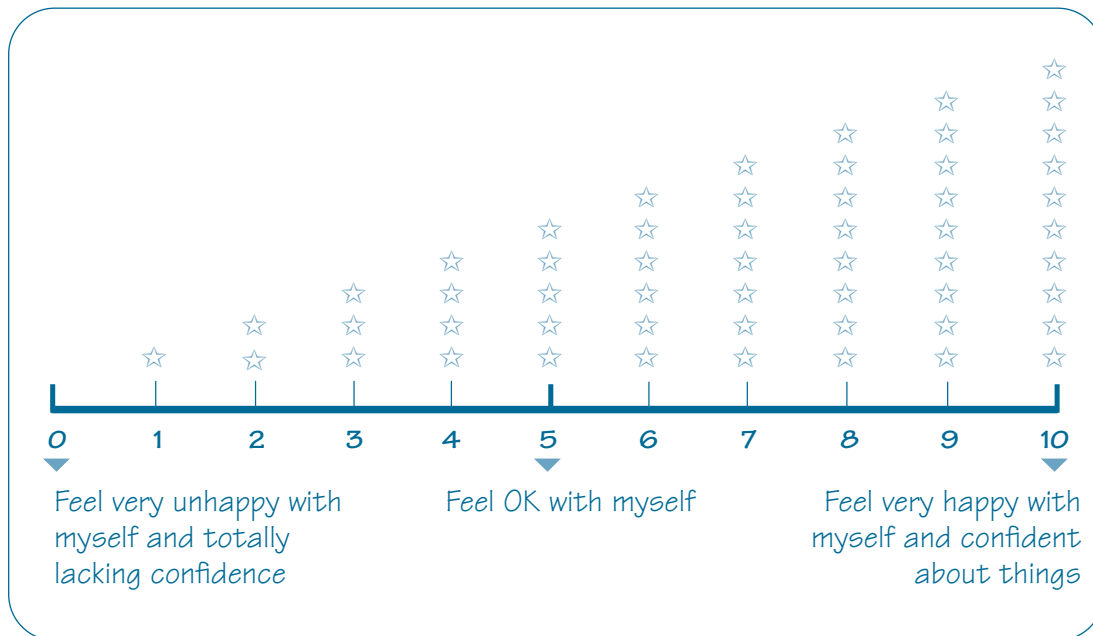 0 1 2 3 4 5 6 7 8 9 10
Feel very unhappy with
myself and totally
lacking confidence
Feel OK with myself
Feel very happy with
myself and confident
about things